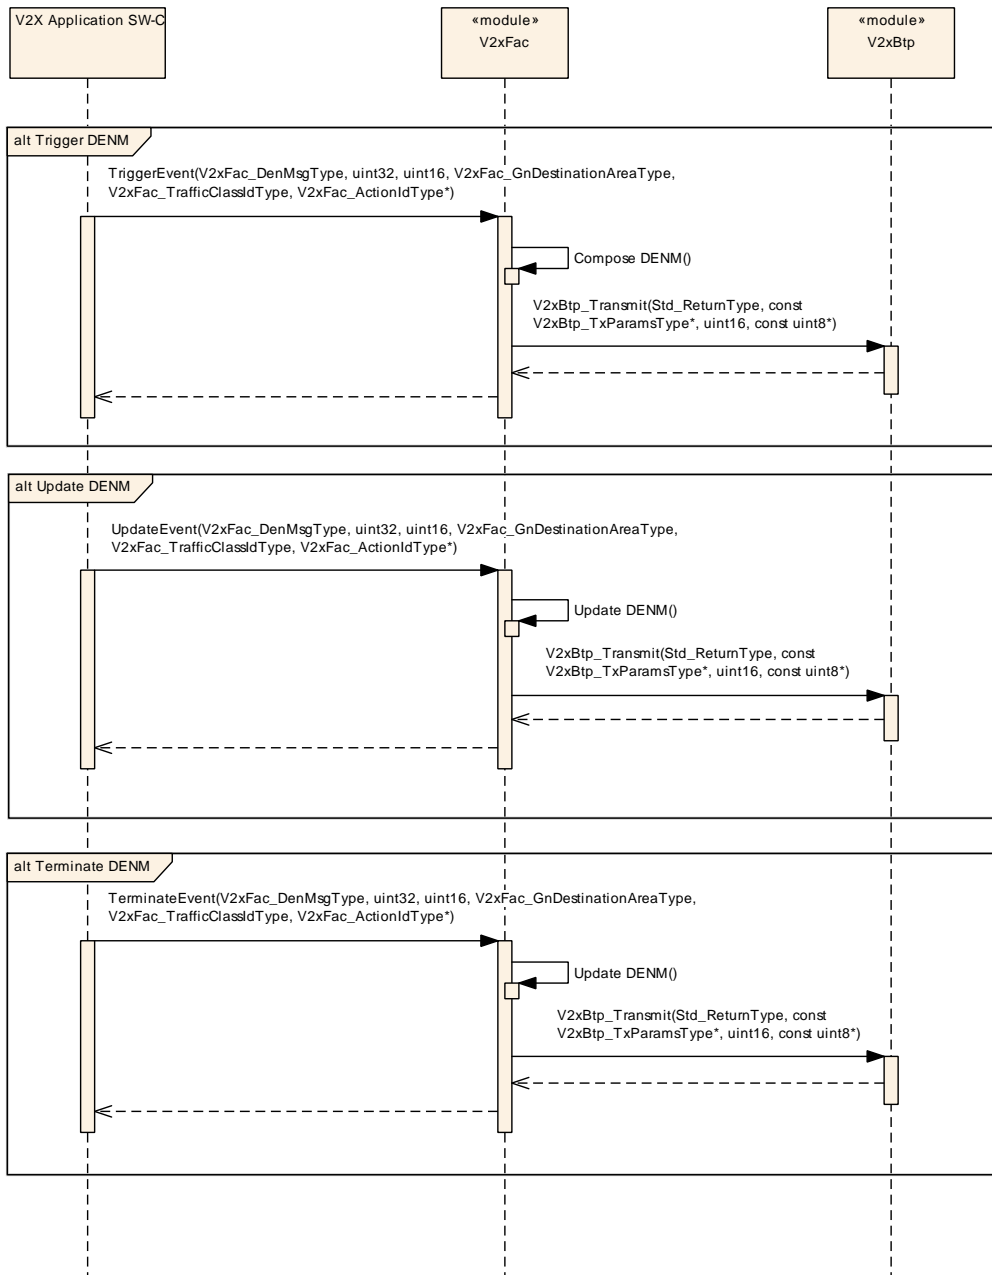 V2X Application SW-C
«module»
V2xFac
«module»
V2xBtp
alt Trigger DENM
TriggerEvent(V2xFac_DenMsgType, uint32, uint16, V2xFac_GnDestinationAreaType,
V2xFac_TrafficClassIdType, V2xFac_ActionIdType*)
Compose DENM()
V2xBtp_Transmit(Std_ReturnType, const
V2xBtp_TxParamsType*, uint16, const uint8*)
alt Update DENM
UpdateEvent(V2xFac_DenMsgType, uint32, uint16, V2xFac_GnDestinationAreaType,
V2xFac_TrafficClassIdType, V2xFac_ActionIdType*)
Update DENM()
V2xBtp_Transmit(Std_ReturnType, const
V2xBtp_TxParamsType*, uint16, const uint8*)
alt Terminate DENM
TerminateEvent(V2xFac_DenMsgType, uint32, uint16, V2xFac_GnDestinationAreaType,
V2xFac_TrafficClassIdType, V2xFac_ActionIdType*)
Update DENM()
V2xBtp_Transmit(Std_ReturnType, const
V2xBtp_TxParamsType*, uint16, const uint8*)